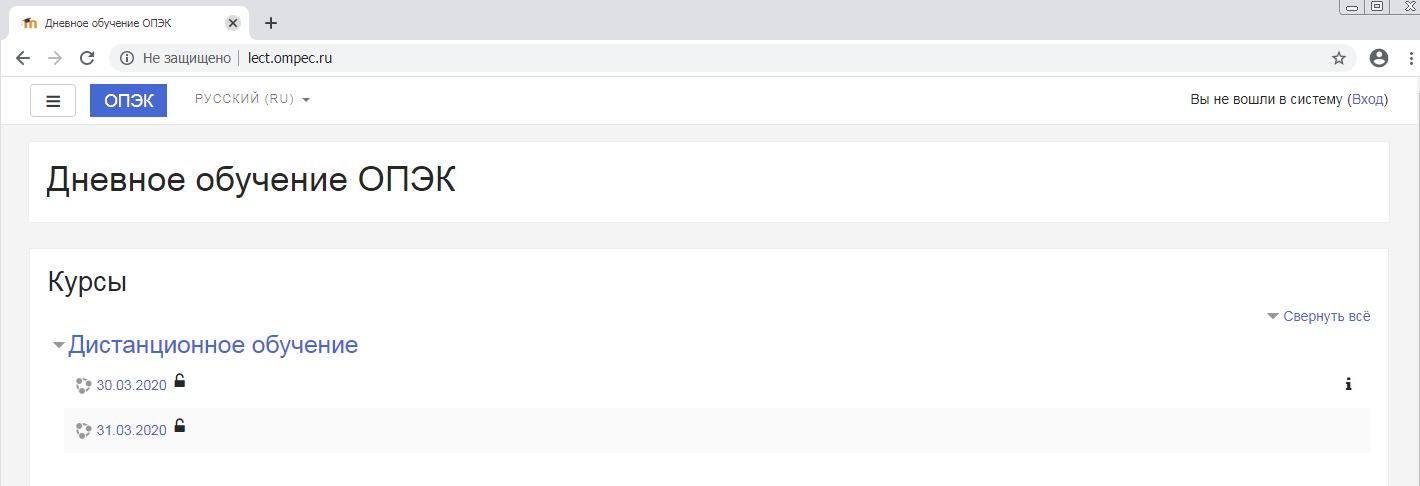 Дневное обучение ОПЭК
Не защищено
lect.ompec.ru
ОПЭК
РУССКИЙ (RU)
Вы не вошли в систему (Вход)
Дневное обучение ОПЭК
Курсы
Свернуть всё
Дистанционное обучение
30.03.2020
31.03.2020